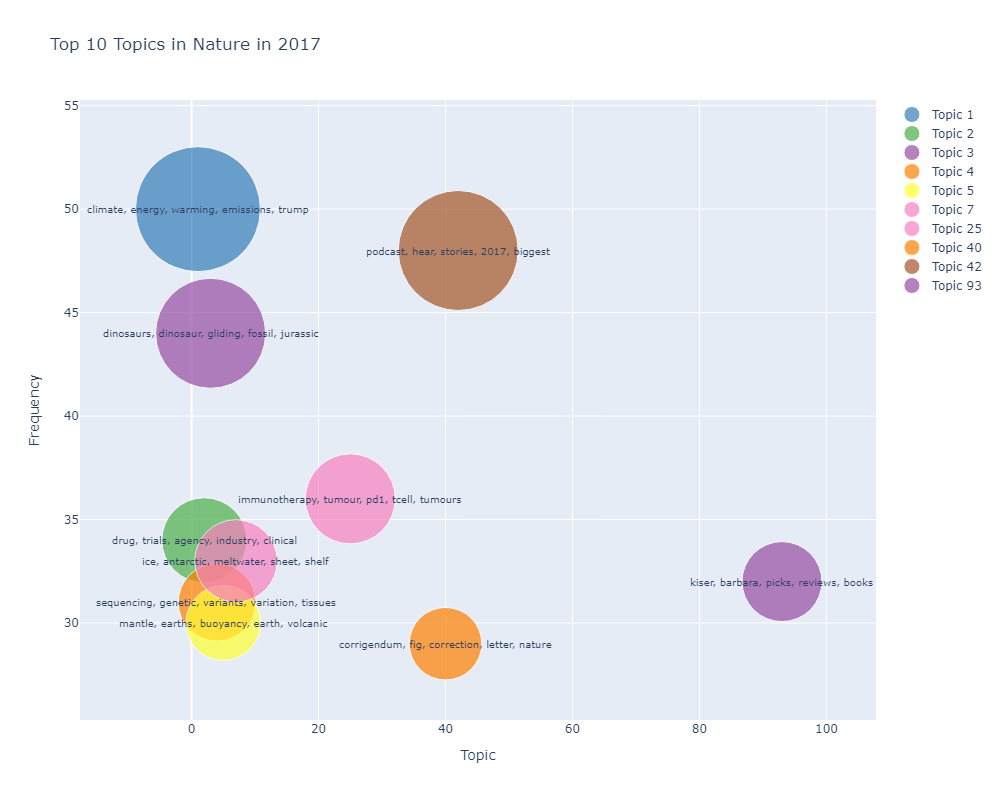 Top 10 Topics in Nature in 2017
55
50
45
40
35
30
Frequency
climate, energy, warming, emissions, trump
podcast, hear, stories, 2017, biggest
dinosaurs, dinosaur, gliding, fossil, jurassic
immunotherapy, tumour, pd1, tcell, tumours
drug, trials, agency, industry, clinical
ice, antarctic, meltwater, sheet, shelf
kiser, barbara, picks, reviews, books
sequencing, genetic, variants, variation, tissues
mantle, earths, buoyancy, earth, volcanic
corrigendum, fig, correction, letter, nature
0
20
40
60
80
100
Topic
Topic 1
Topic 2
Topic 3
Topic 4
Topic 5
Topic 7
Topic 25
Topic 40
Topic 42
Topic 93